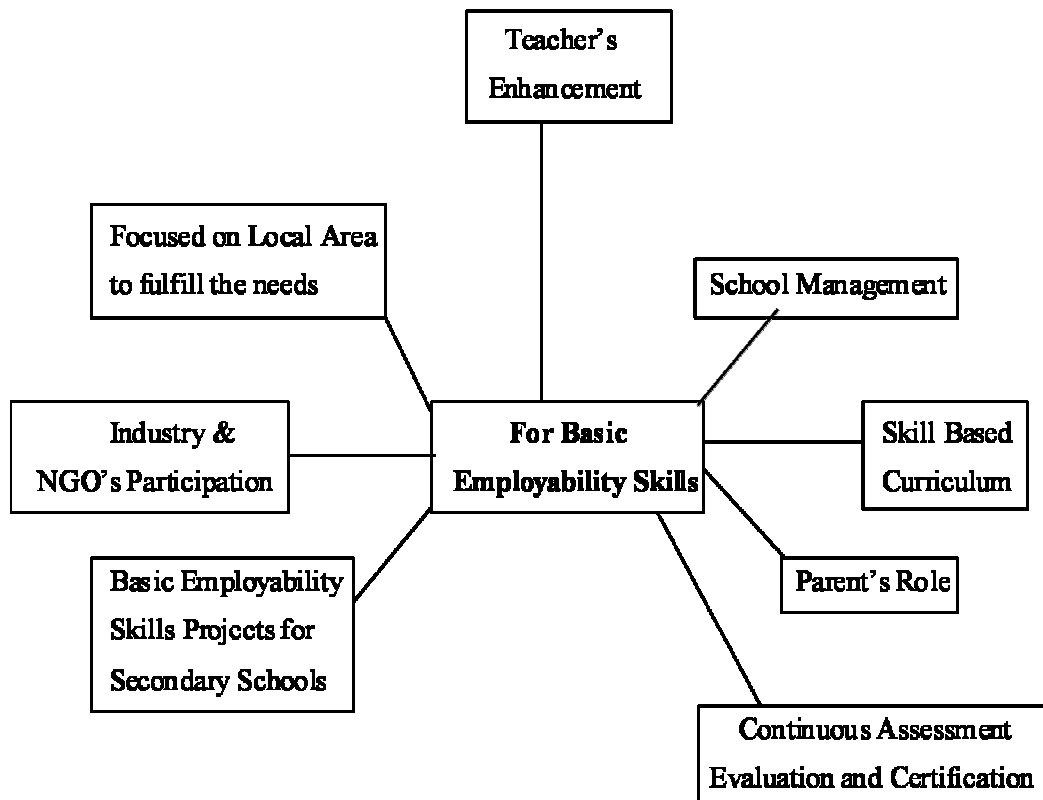 Teacher's
Enhancement
Focused on Local Area
to fulfill the needs
School Management
Industry &
NGO's Participation
For Basic
Employability Skills
Skill Based
Curriculum
Basic Employability
Skills Projects for
Secondary Schools
Parent's Role
Continuous Assessment
Evaluation and Certification